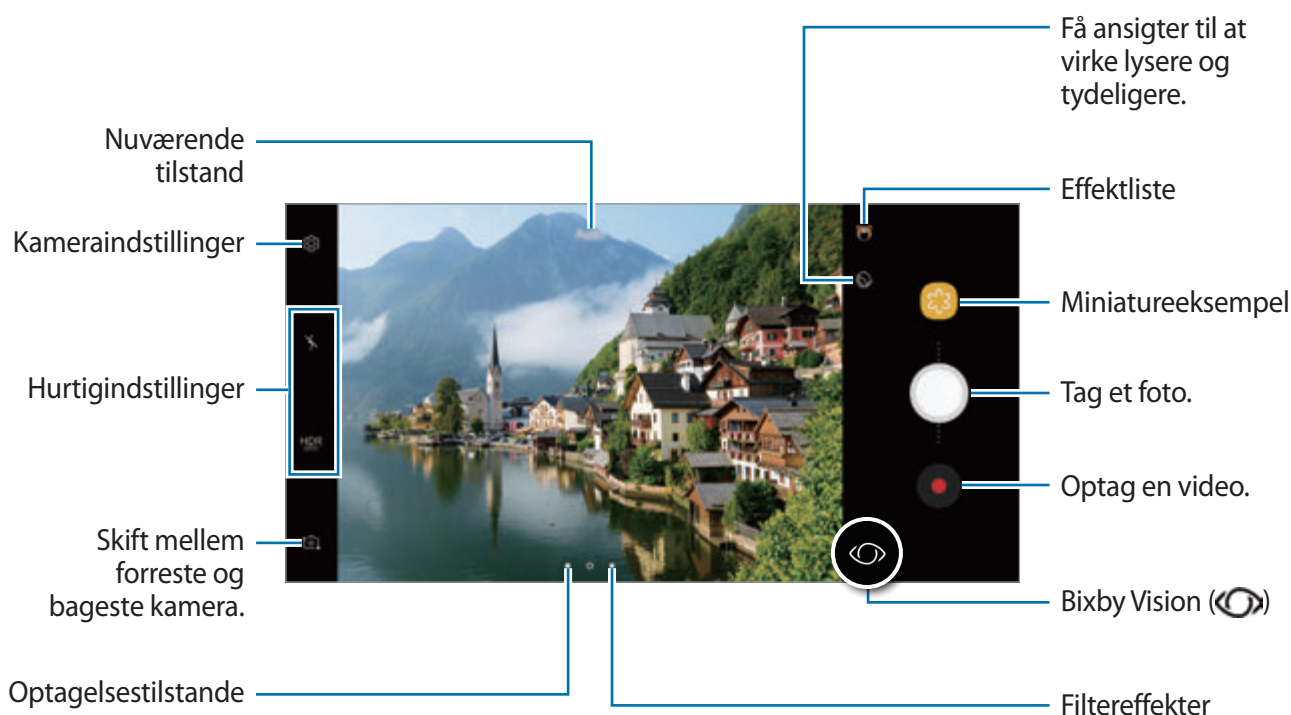 Få ansigter til at
virke lysere og
tydeligere.
Nuværende
tilstand
Effektliste
Kameraindstillinger
Miniatureeksempel
Hurtigindstillinger
Tag et foto.
HDR
Optag en video.
Skift mellem
forreste og
bageste kamera.
Bixby Vision ()
Optagelsestilstande
Filtereffekter